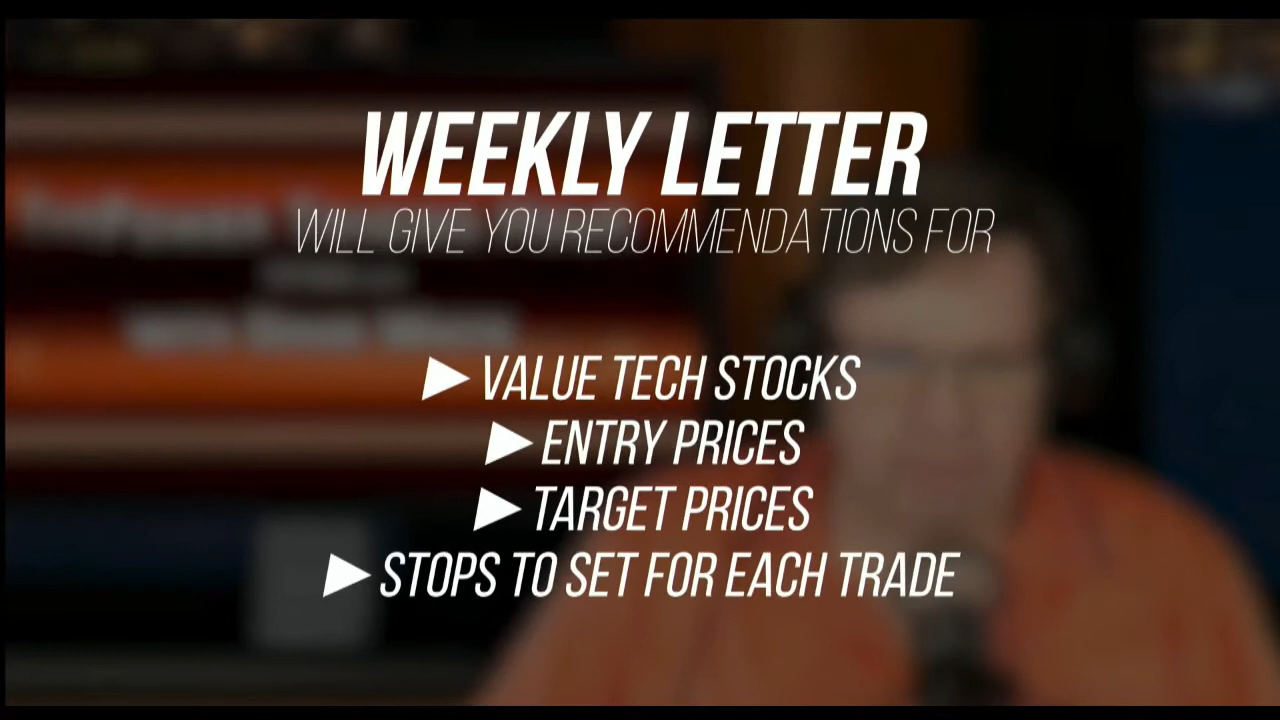 WEEKLY LETTER
WILL GIVE YOU RECOMMENDATIONS FOR
▶ VALUE TECH STOCKS
▶ ENTRY PRICES
▶ TARGET PRICES
▶ STOPS TO SET FOR EACH TRADE